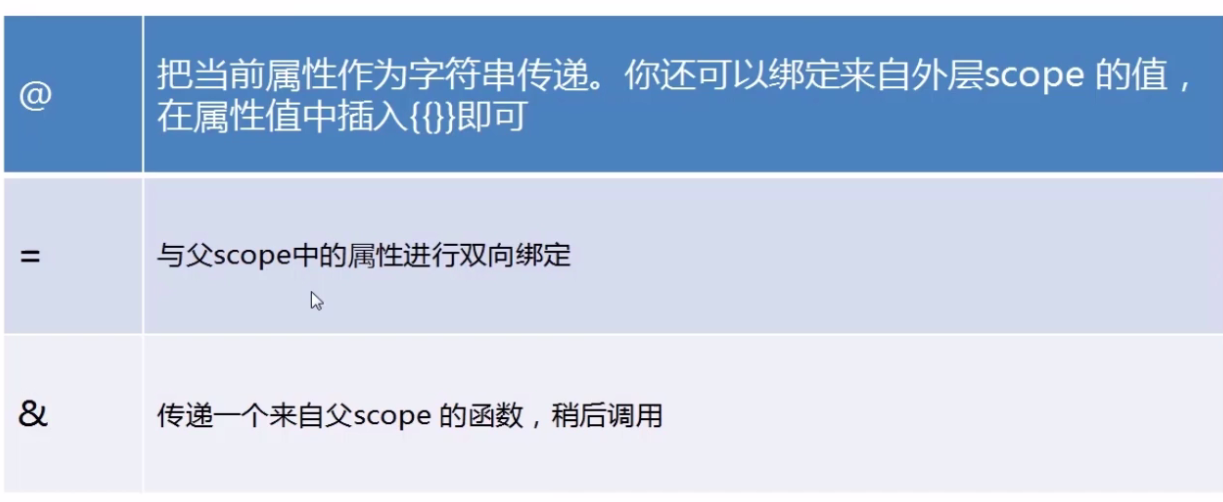 @
把当前属性作为字符串传递。你还可以绑定来自外层scope 的值，
在属性值中插入{{}}即可
=
与父scope中的属性进行双向绑定
&
传递一个来自父scope 的函数，稍后调用